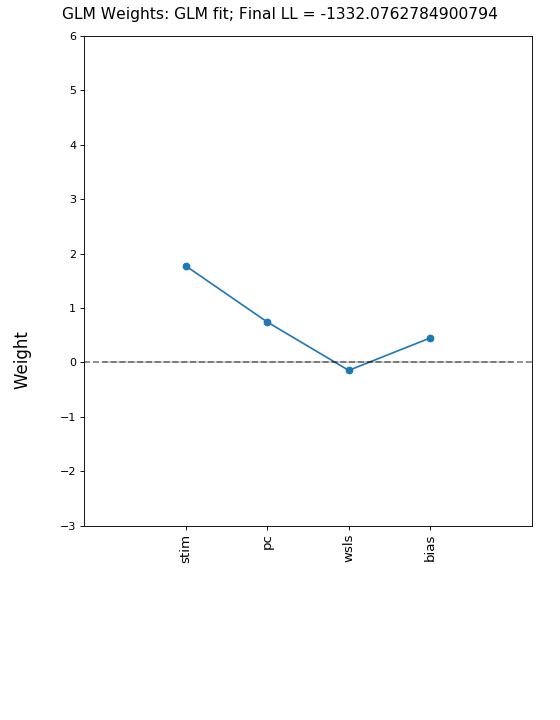 GLM Weights: GLM fit; Final LL = -1332.0762784900794
6
5
4
3
2
1
0
−1
−2
−3
Weight
stim
pc
wsls
bias